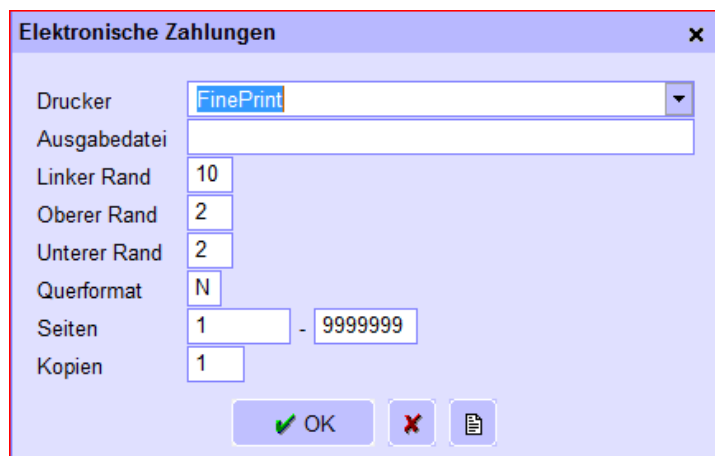 Elektronische Zahlungen
Drucker FinePrint
Ausgabedatei
Linker Rand 10
Oberer Rand 2
Unterer Rand 2
Querformat N
Seiten 1 - 9999999
Kopien 1
OK